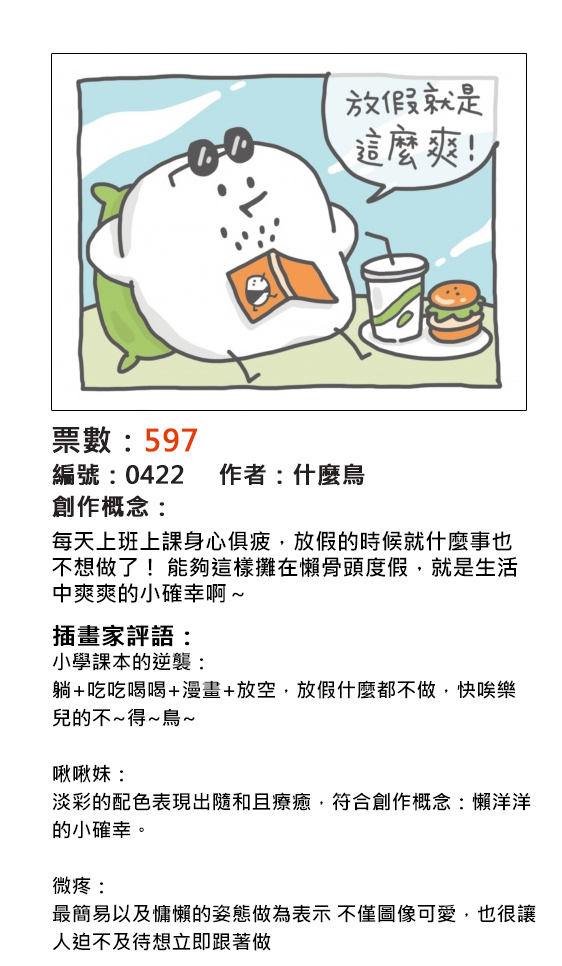 放假就是
這麼爽!
票數：597
編號：0422 作者：什麼鳥
創作概念：
每天上班上課身心俱疲，放假的時候就什麼事也
不想做了！ 能夠這樣攤在懶骨頭度假，就是生活
中爽爽的小確幸啊～
插畫家評語：
小學課本的逆襲：
躺+吃吃喝喝+漫畫+放空，放假什麼都不做，快唉樂
兒的不~得~鳥~
啾啾妹：
淡彩的配色表現出隨和且療癒，符合創作概念：懶洋洋
的小確幸。
微疼：
最簡易以及慵懶的姿態做為表示 不僅圖像可愛，也很讓
人迫不及待想立即跟著做